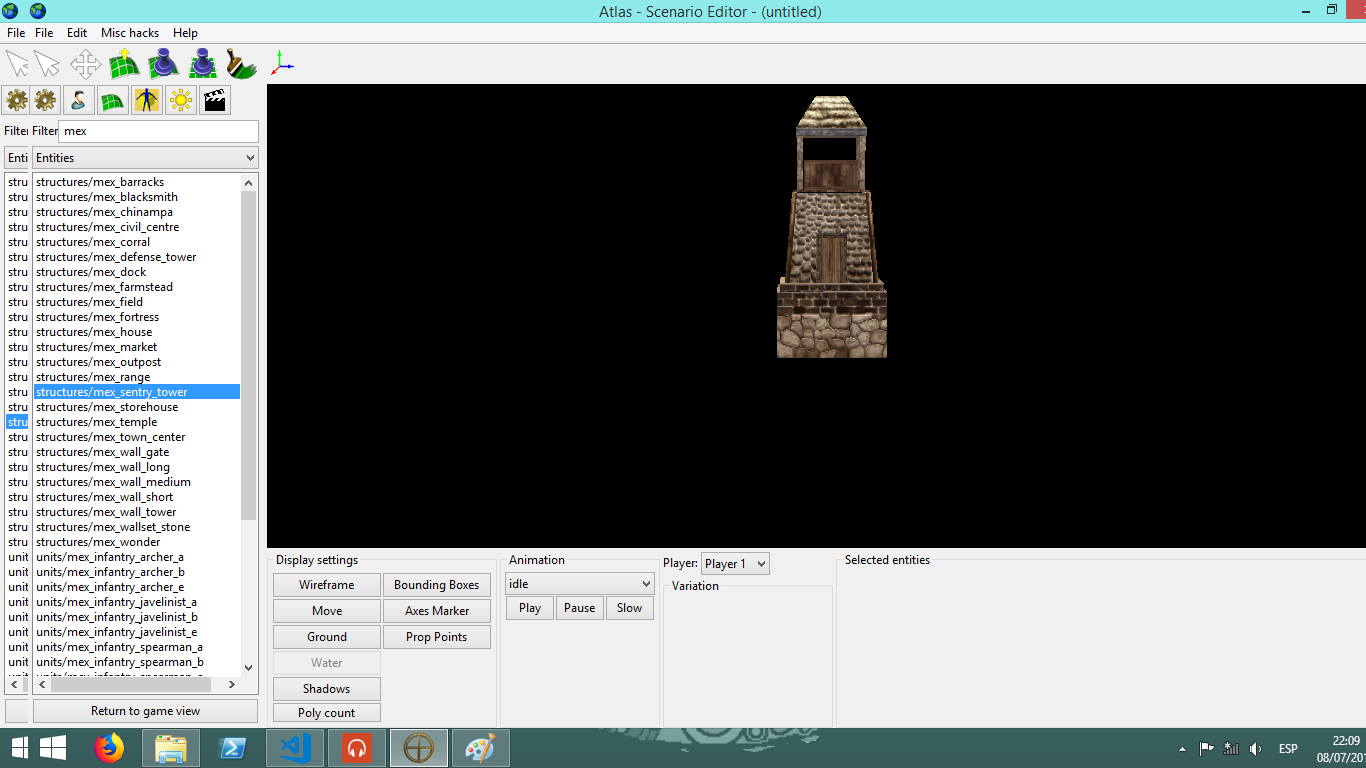 Atlas - Scenario Editor - (untitled)
File File Edit Misc hacks Help
Filter Filter mex
Enti Entities
stru structures/mex_barracks
stru structures/mex_blacksmith
stru structures/mex_chinampa
stru structures/mex_civil_centre
stru structures/mex_corral
stru structures/mex_defense_tower
stru structures/mex_dock
stru structures/mex_farmstead
stru structures/mex_field
stru structures/mex_fortress
stru structures/mex_house
stru structures/mex_market
stru structures/mex_outpost
stru structures/mex_range
stru structures/mex_sentry_tower
stru structures/mex_storehouse
stru structures/mex_temple
stru structures/mex_town_center
stru structures/mex_wall_gate
stru structures/mex_wall_long
stru structures/mex_wall_medium
stru structures/mex_wall_short
stru structures/mex_wall_tower
stru structures/mex_wallset_stone
stru structures/mex_wonder
unit units/mex_infantry_archer_a
unit units/mex_infantry_archer_b
unit units/mex_infantry_archer_e
unit units/mex_infantry_javelinist_a
unit units/mex_infantry_javelinist_b
unit units/mex_infantry_javelinist_e
unit units/mex_infantry_spearman_a
unit units/mex_infantry_spearman_b
Return to game view
Display settings
Wireframe Bounding Boxes
Move Axes Marker
Ground Prop Points
Water
Shadows
Poly count
Animation
idle
Play Pause Slow
Player: Player 1
Variation
Selected entities
ESP
22:09
08/07/20